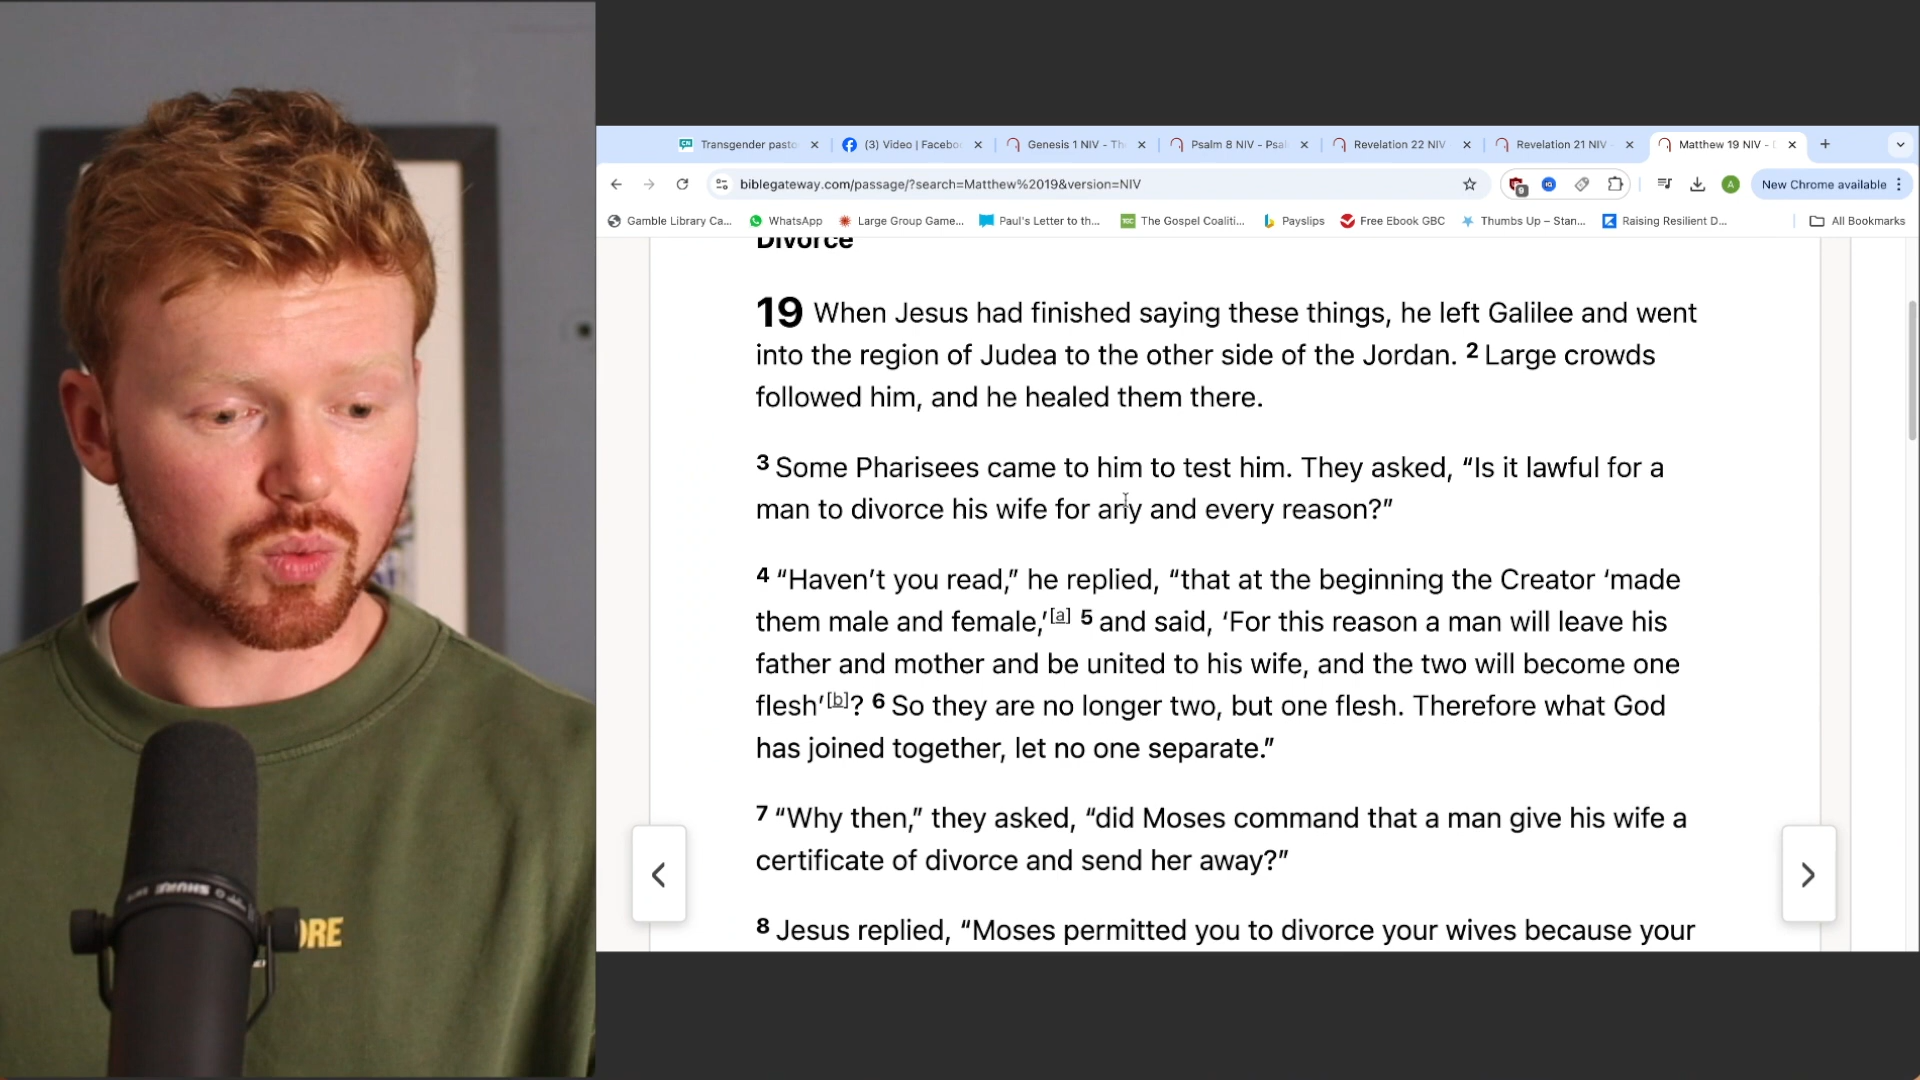 Transgender pasto
(3) Video | Facebo
Genesis 1 NIV - Th
Psalm 8 NIV - Psal
Revelation 22 NIV
Revelation 21 NIV -
Matthew 19 NIV -
biblegateway.com/passage/?search=Matthew%2019&version=NIV
New Chrome available
Gamble Library Ca...
WhatsApp
Large Group Game...
Paul's Letter to th...
The Gospel Coaliti...
Payslips
Free Ebook GBC
Thumbs Up – Stan...
Raising Resilient D...
All Bookmarks
Divorce
19 When Jesus had finished saying these things, he left Galilee and went
into the region of Judea to the other side of the Jordan. 2 Large crowds
followed him, and he healed them there.
3 Some Pharisees came to him to test him. They asked, “Is it lawful for a
man to divorce his wife for any and every reason?”
4 “Haven’t you read,” he replied, “that at the beginning the Creator ‘made
them male and female,’[a] 5 and said, ‘For this reason a man will leave his
father and mother and be united to his wife, and the two will become one
flesh’[b]? 6 So they are no longer two, but one flesh. Therefore what God
has joined together, let no one separate.”
7 “Why then,” they asked, “did Moses command that a man give his wife a
certificate of divorce and send her away?”
8 Jesus replied, “Moses permitted you to divorce your wives because your
SHURE
ORE